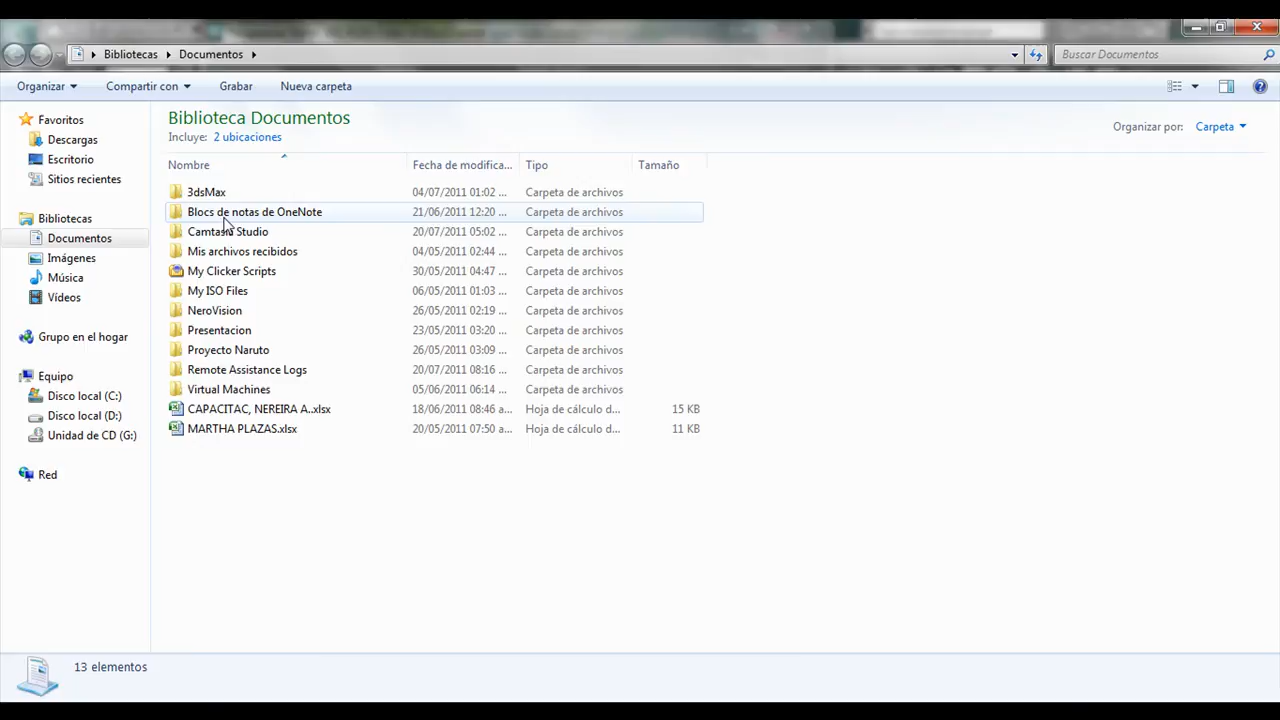 Bibliotecas Documentos Buscar Documentos
Organizar Compartir con Grabar Nueva carpeta
Biblioteca Documentos
Incluye: 2 ubicaciones
Organizar por: Carpeta
Nombre Fecha de modifica... Tipo Tamaño
3dsMax 04/07/2011 01:02 ... Carpeta de archivos
Blocs de notas de OneNote 21/06/2011 12:20 ... Carpeta de archivos
Camtasia Studio 20/07/2011 05:02 ... Carpeta de archivos
Mis archivos recibidos 04/05/2011 02:44 ... Carpeta de archivos
My Clicker Scripts 30/05/2011 04:47 ... Carpeta de archivos
My ISO Files 06/05/2011 01:03 ... Carpeta de archivos
NeroVision 26/05/2011 02:19 ... Carpeta de archivos
Presentacion 23/05/2011 03:20 ... Carpeta de archivos
Proyecto Naruto 26/05/2011 03:09 ... Carpeta de archivos
Remote Assistance Logs 20/07/2011 08:16 ... Carpeta de archivos
Virtual Machines 05/06/2011 06:14 ... Carpeta de archivos
CAPACITAC, NEREIRA A..xlsx 18/06/2011 08:46 a... Hoja de cálculo d... 15 KB
MARTHA PLAZAS.xlsx 20/05/2011 07:50 a... Hoja de cálculo d... 11 KB
Favoritos
Descargas
Escritorio
Sitios recientes
Bibliotecas
Documentos
Imágenes
Música
Vídeos
Grupo en el hogar
Equipo
Disco local (C:)
Disco local (D:)
Unidad de CD (G:)
Red
13 elementos